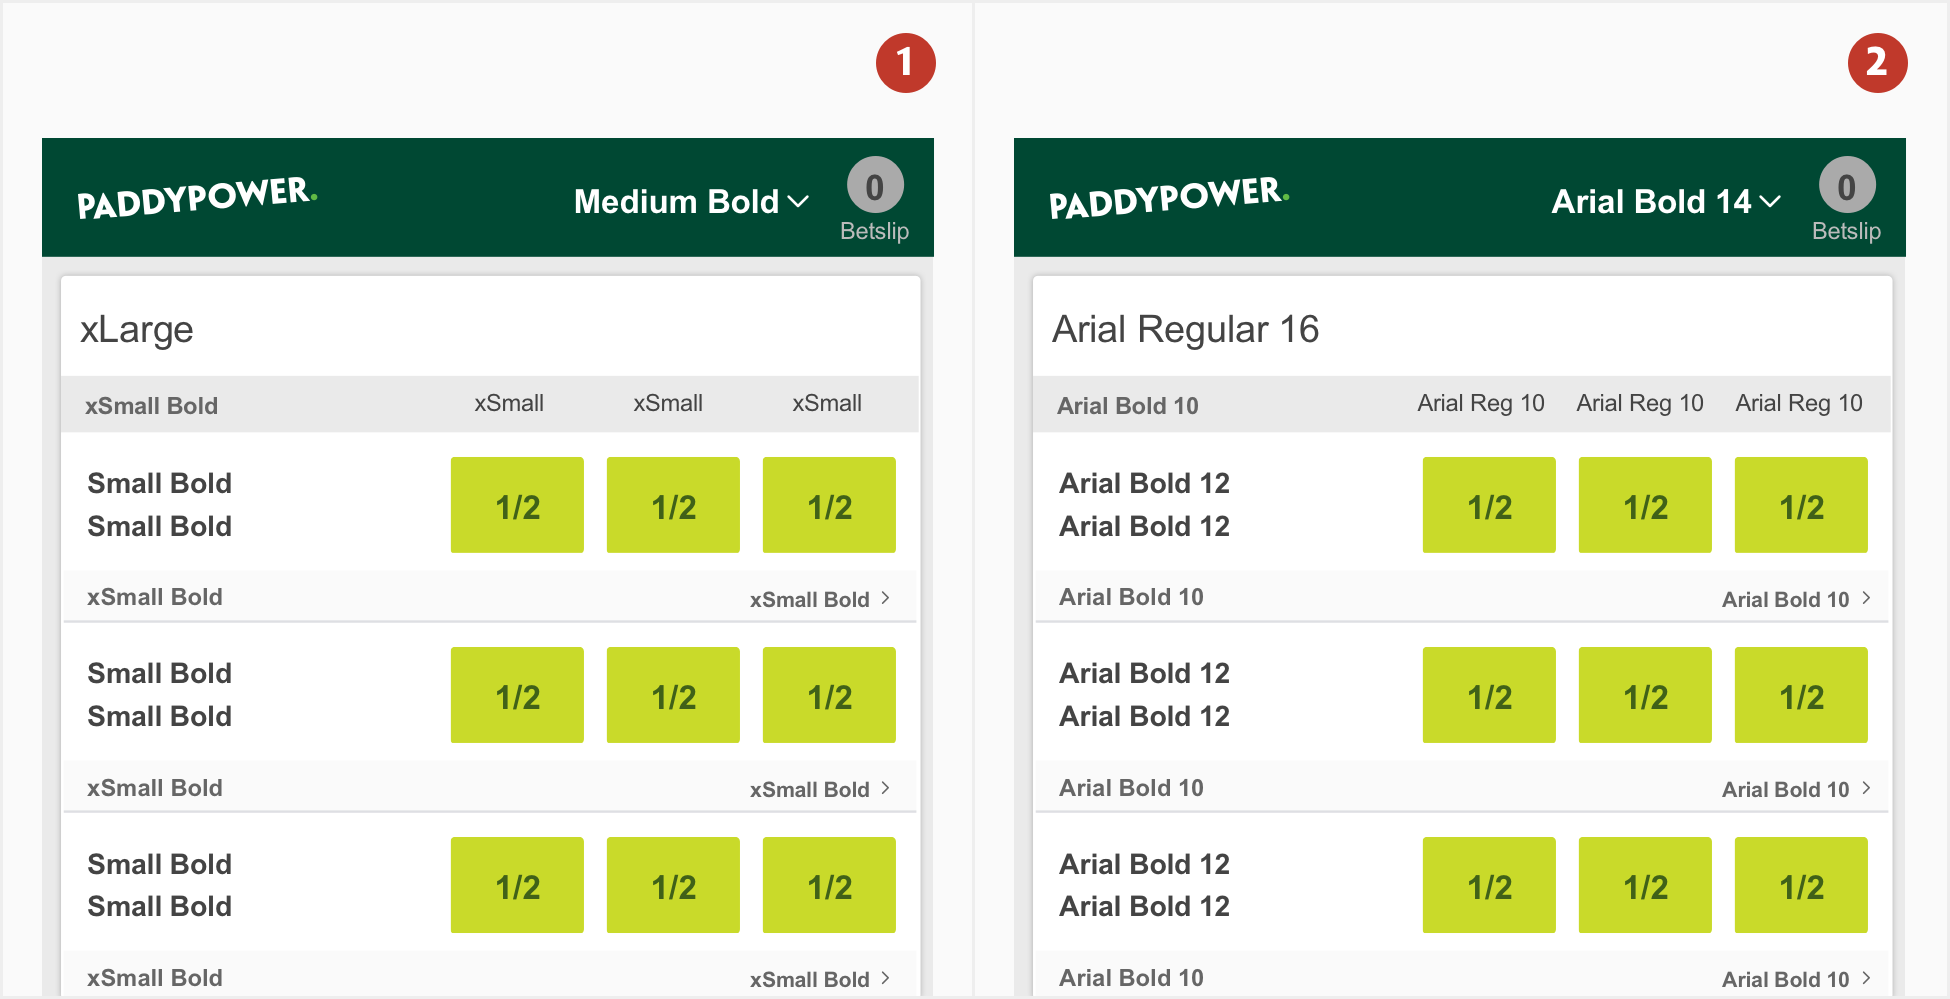 1
PADDYPOWER.
Medium Bold
0
Betslip
xLarge
xSmall Bold xSmall xSmall xSmall
Small Bold
Small Bold
1/2 1/2 1/2
xSmall Bold xSmall Bold
Small Bold
Small Bold
1/2 1/2 1/2
xSmall Bold xSmall Bold
Small Bold
Small Bold
1/2 1/2 1/2
xSmall Bold xSmall Bold
2
PADDYPOWER.
Arial Bold 14
0
Betslip
Arial Regular 16
Arial Bold 10 Arial Reg 10 Arial Reg 10 Arial Reg 10
Arial Bold 12
Arial Bold 12
1/2 1/2 1/2
Arial Bold 10 Arial Bold 10
Arial Bold 12
Arial Bold 12
1/2 1/2 1/2
Arial Bold 10 Arial Bold 10
Arial Bold 12
Arial Bold 12
1/2 1/2 1/2
Arial Bold 10 Arial Bold 10